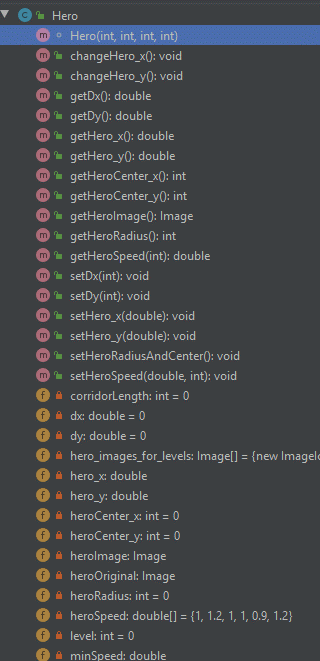 Hero
Hero(int, int, int, int)
changeHero_x(): void
changeHero_y(): void
getDx(): double
getDy(): double
getHero_x(): double
getHero_y(): double
getHeroCenter_x(): int
getHeroCenter_y(): int
getHeroImage(): Image
getHeroRadius(): int
getHeroSpeed(int): double
setDx(int): void
setDy(int): void
setHero_x(double): void
setHero_y(double): void
setHeroRadiusAndCenter(): void
setHeroSpeed(double, int): void
corridorLength: int = 0
dx: double = 0
dy: double = 0
hero_images_for_levels: Image[] = {new ImageIc
hero_x: double
hero_y: double
heroCenter_x: int = 0
heroCenter_y: int = 0
heroImage: Image
heroOriginal: Image
heroRadius: int = 0
heroSpeed: double[] = {1, 1.2, 1, 1, 0.9, 1.2}
level: int = 0
minSpeed: double